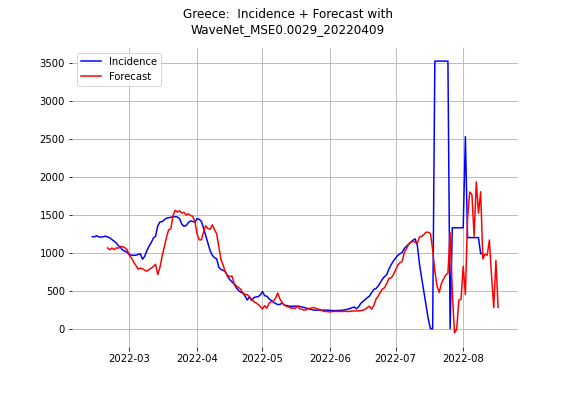 Greece:  Incidence + Forecast with
WaveNet_MSE0.0029_20220409
Incidence
Forecast
3500
3000
2500
2000
1500
1000
500
0
2022-03 2022-04 2022-05 2022-06 2022-07 2022-08